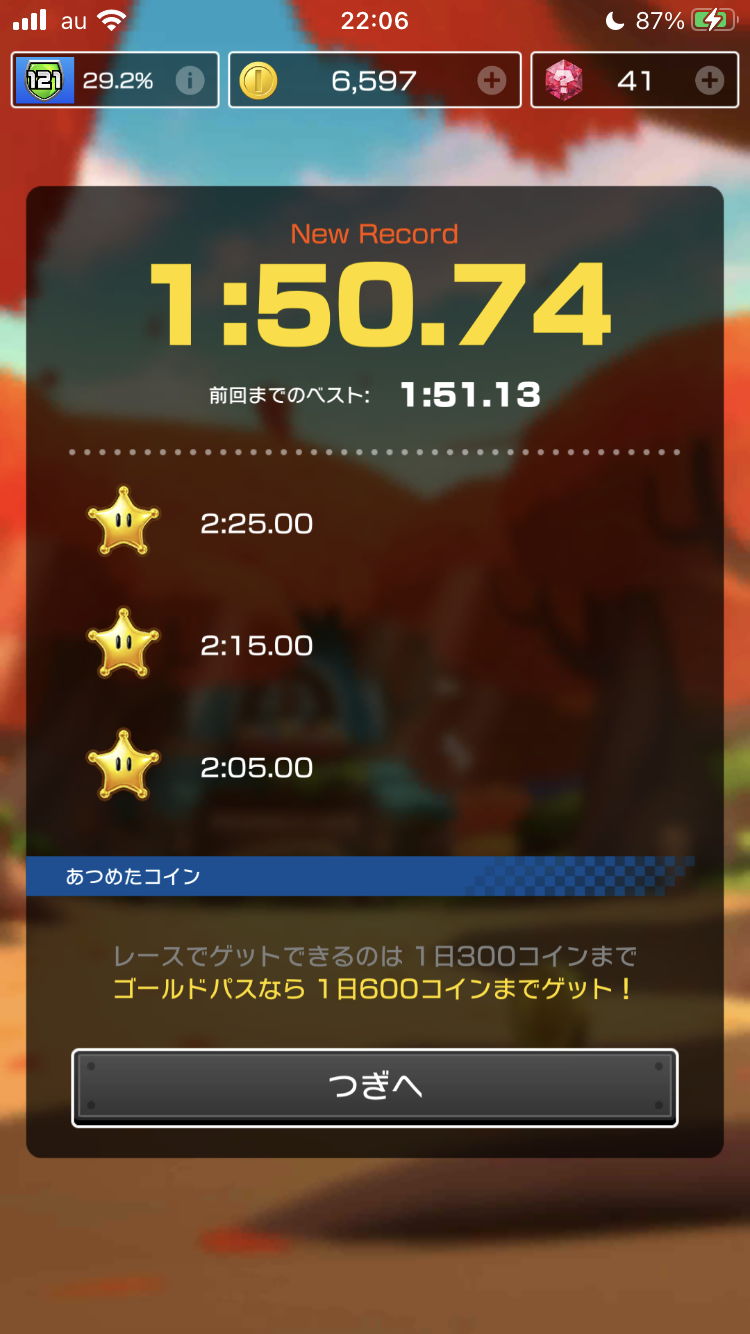 au 22:06 87%
121 29.2% i 6,597 + ? 41 +
New Record
1:50.74
前回までのベスト: 1:51.13
2:25.00
2:15.00
2:05.00
あつめたコイン
レースでゲットできるのは 1日300コインまで
ゴールドパスなら 1日600コインまでゲット！
つぎへ